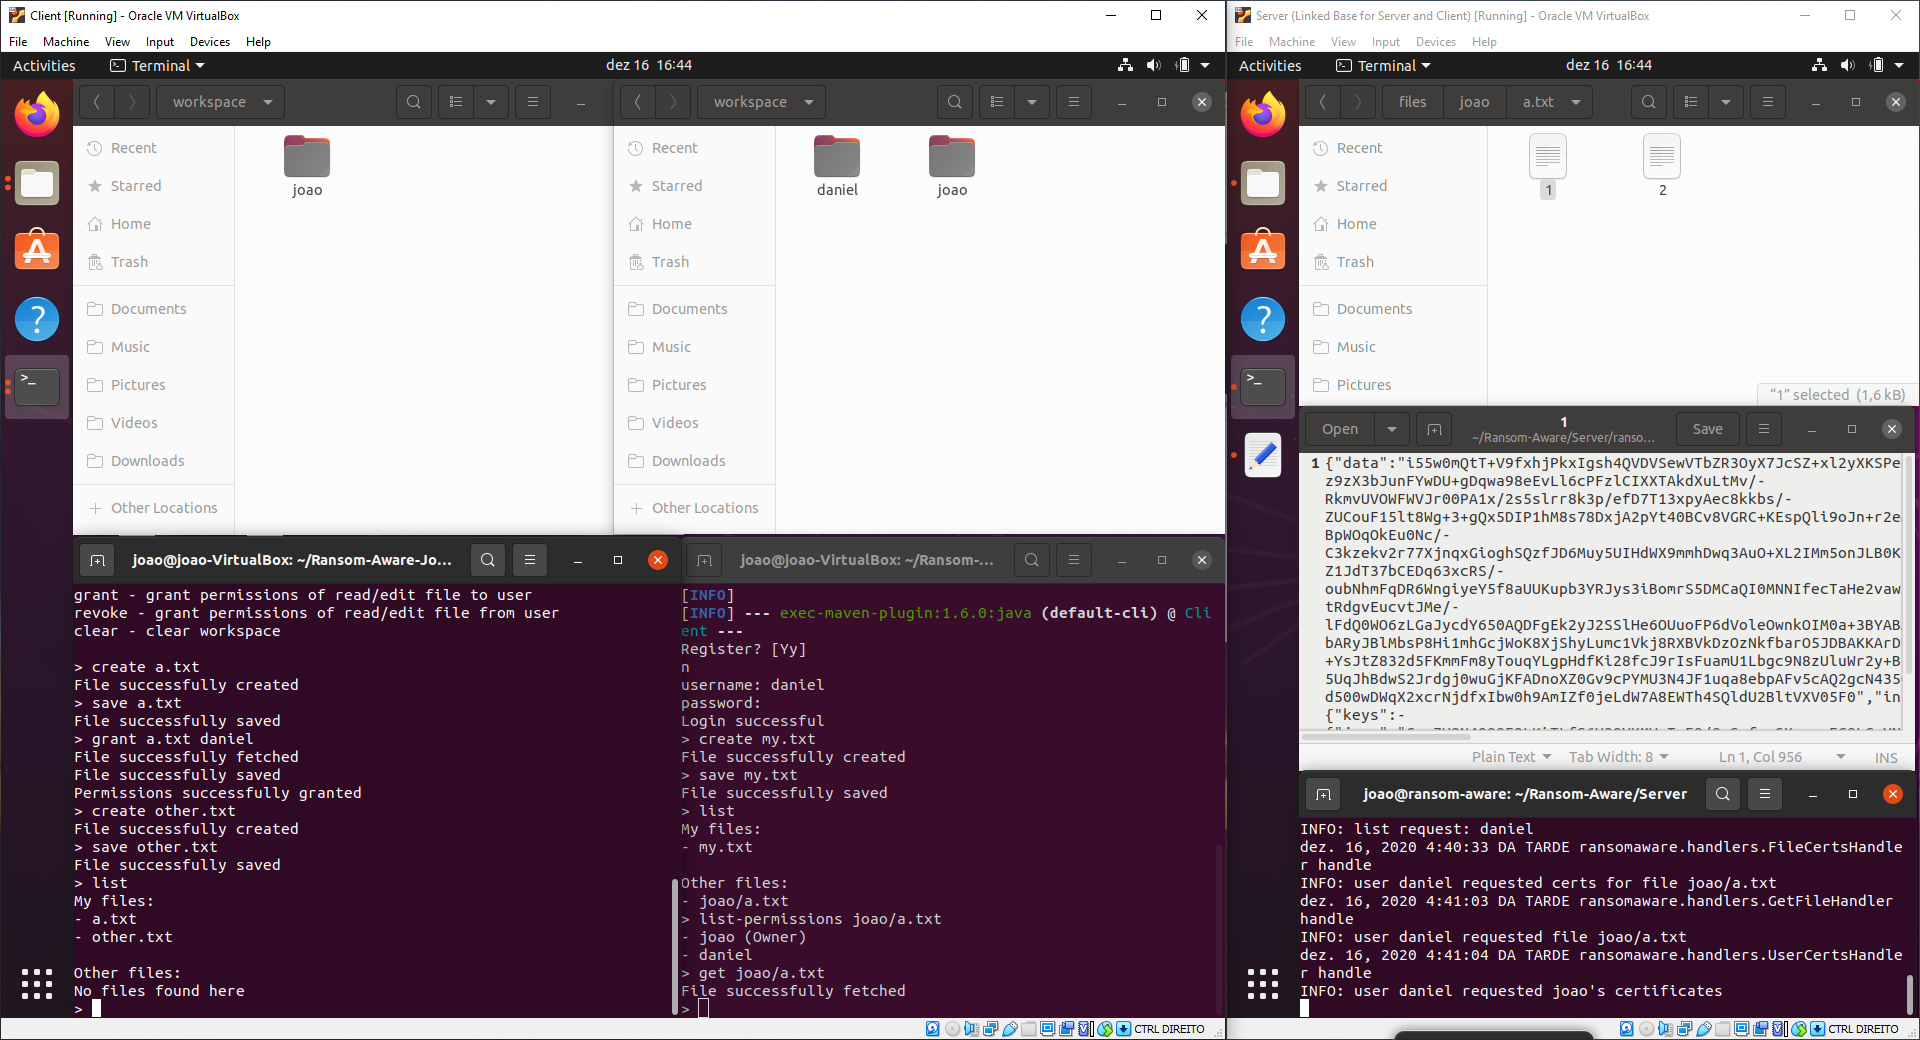 Client [Running] - Oracle VM VirtualBox
File Machine View Input Devices Help
Activities Terminal dez 16 16:44
workspace
Recent
Starred
Home
Trash
Documents
Music
Pictures
Videos
Downloads
Other Locations
joao
workspace
Recent
Starred
Home
Trash
Documents
Music
Pictures
Videos
Downloads
Other Locations
daniel
joao
joao@joao-VirtualBox: ~/Ransom-Aware-Jo...
grant - grant permissions of read/edit file to user
revoke - grant permissions of read/edit file from user
clear - clear workspace
> create a.txt
File successfully created
> save a.txt
File successfully saved
> grant a.txt daniel
File successfully fetched
File successfully saved
Permissions successfully granted
> create other.txt
File successfully created
> save other.txt
File successfully saved
> list
My files:
- a.txt
- other.txt
Other files:
No files found here
>
joao@joao-VirtualBox: ~/Ransom-...
[INFO]
[INFO] --- exec-maven-plugin:1.6.0:java (default-cli) @ Cli
ent ---
Register? [Yy]
n
username: daniel
password:
Login successful
> create my.txt
File successfully created
> save my.txt
File successfully saved
> list
My files:
- my.txt
Other files:
- joao/a.txt
> list-permissions joao/a.txt
- joao (Owner)
- daniel
> get joao/a.txt
File successfully fetched
>
CTRL DIREITO
Server (Linked Base for Server and Client) [Running] - Oracle VM VirtualBox
File Machine View Input Devices Help
Activities Terminal dez 16 16:44
files joao a.txt
Recent
Starred
Home
Trash
Documents
Music
Pictures
1
2
"1" selected (1,6 kB)
Open
1
~/Ransom-Aware/Server/ranso...
Save
1 {"data":"i55w0mQtT+V9fxhjPkxIgsh4QVDVSewVTbZR3OyX7JcSZ+xl2yXKSPe
z9zX3bJunFYwDU+gDqwa98eEvLl6cPFzlCIXXTAkdXuLtMv/-
RkmvUVOWFWVJr00PA1x/2s5slrr8k3p/efD7T13xpyAec8kkbs/-
ZUCouF15lt8Wg+3+gQx5DIP1hM8s78DxjA2pYt40BCv8VGRC+KEspQli9oJn+r2e
BpWOqOkEu0Nc/-
C3kzekv2r77XjnqxGioghSQzfJD6Muy5UIHdWX9mmhDwq3AuO+XL2IMm5onJLB0K
Z1JdT37bCEDq63xcRS/-
oubNhmFqDR6WngiyeY5f8aUUKupb3YRJys3iBomrS5DMCaQI0MNNIfecTaHe2vaw
tRdgvEucvtJMe/-
lFdQ0WO6zLGaJycdY650AQDFgEk2yJ2SSlHe6OUuoFP6dVoleOwnkOIM0a+3BYAB
bARyJBlMbsP8Hi1mhGcjWoK8XjShyLumc1Vkj8RXBVkDzOzNkfbarO5JDBAKKArD
+YsJtZ832d5FKmmFm8yTouqYLgpHdfKi28fcJ9rIsFuamU1Lbgc9N8zUluWr2y+B
5UqJhBdwS2Jrdgj0wuGjKFADnoXZ0Gv9cPYMU3N4JF1uqa8ebpAFv5cAQ2gcN435
d500wDWqX2xcrNjdfxIbw0h9AmIZf0jeLdW7A8EWTh4SQldU2BltVXV05F0","in
{"keys":-
Plain Text Tab Width: 8 Ln 1, Col 956 INS
joao@ransom-aware: ~/Ransom-Aware/Server
INFO: list request: daniel
dez. 16, 2020 4:40:33 DA TARDE ransomaware.handlers.FileCertsHandle
r handle
INFO: user daniel requested certs for file joao/a.txt
dez. 16, 2020 4:41:03 DA TARDE ransomaware.handlers.GetFileHandler
handle
INFO: user daniel requested file joao/a.txt
dez. 16, 2020 4:41:04 DA TARDE ransomaware.handlers.UserCertsHandle
r handle
INFO: user daniel requested joao's certificates
CTRL DIREITO